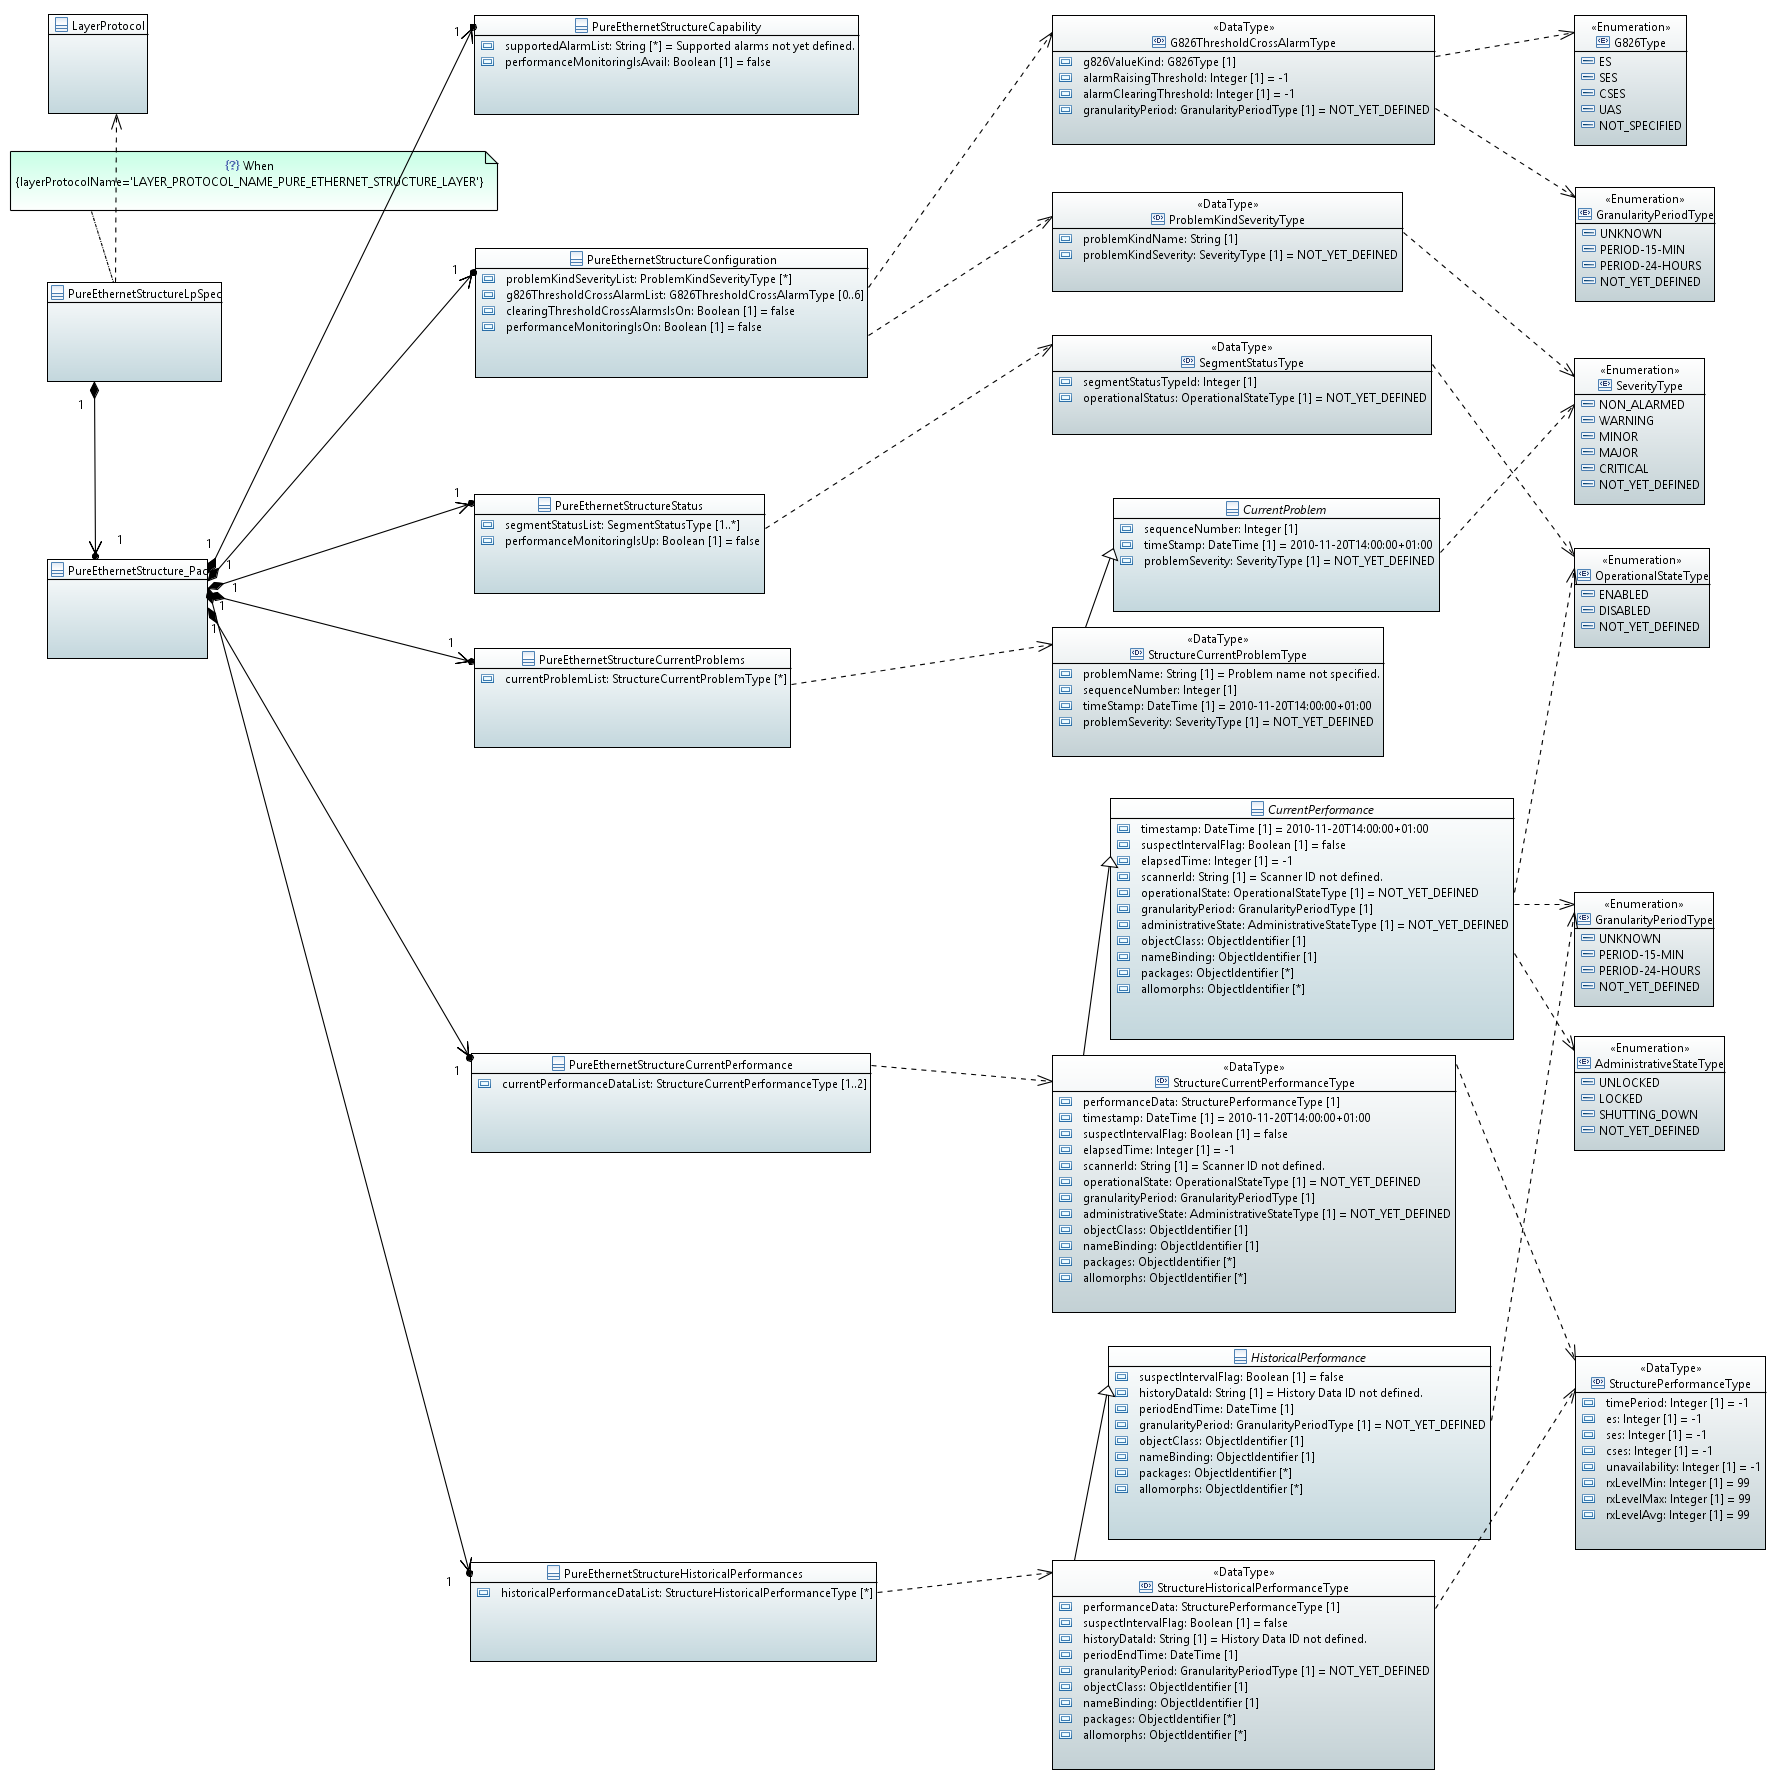 LayerProtocol
{?} When
{layerProtocolName='LAYER_PROTOCOL_NAME_PURE_ETHERNET_STRUCTURE_LAYER'}
PureEthernetStructureLpSpec
1
1
PureEthernetStructure_Pac
1
1
1
1
1
1
PureEthernetStructureCapability
supportedAlarmList: String [*] = Supported alarms not yet defined.
performanceMonitoringIsAvail: Boolean [1] = false
1
PureEthernetStructureConfiguration
problemKindSeverityList: ProblemKindSeverityType [*]
g826ThresholdCrossAlarmList: G826ThresholdCrossAlarmType [0..6]
clearingThresholdCrossAlarmsIsOn: Boolean [1] = false
performanceMonitoringIsOn: Boolean [1] = false
1
PureEthernetStructureStatus
segmentStatusList: SegmentStatusType [1..*]
performanceMonitoringIsUp: Boolean [1] = false
1
PureEthernetStructureCurrentProblems
currentProblemList: StructureCurrentProblemType [*]
1
PureEthernetStructureCurrentPerformance
currentPerformanceDataList: StructureCurrentPerformanceType [1..2]
1
PureEthernetStructureHistoricalPerformances
historicalPerformanceDataList: StructureHistoricalPerformanceType [*]
«DataType»
G826ThresholdCrossAlarmType
g826ValueKind: G826Type [1]
alarmRaisingThreshold: Integer [1] = -1
alarmClearingThreshold: Integer [1] = -1
granularityPeriod: GranularityPeriodType [1] = NOT_YET_DEFINED
«DataType»
ProblemKindSeverityType
problemKindName: String [1]
problemKindSeverity: SeverityType [1] = NOT_YET_DEFINED
«DataType»
SegmentStatusType
segmentStatusTypeId: Integer [1]
operationalStatus: OperationalStateType [1] = NOT_YET_DEFINED
CurrentProblem
sequenceNumber: Integer [1]
timeStamp: DateTime [1] = 2010-11-20T14:00:00+01:00
problemSeverity: SeverityType [1] = NOT_YET_DEFINED
«DataType»
StructureCurrentProblemType
problemName: String [1] = Problem name not specified.
sequenceNumber: Integer [1]
timeStamp: DateTime [1] = 2010-11-20T14:00:00+01:00
problemSeverity: SeverityType [1] = NOT_YET_DEFINED
CurrentPerformance
timestamp: DateTime [1] = 2010-11-20T14:00:00+01:00
suspectIntervalFlag: Boolean [1] = false
elapsedTime: Integer [1] = -1
scannerId: String [1] = Scanner ID not defined.
operationalState: OperationalStateType [1] = NOT_YET_DEFINED
granularityPeriod: GranularityPeriodType [1]
administrativeState: AdministrativeStateType [1] = NOT_YET_DEFINED
objectClass: ObjectIdentifier [1]
nameBinding: ObjectIdentifier [1]
packages: ObjectIdentifier [*]
allomorphs: ObjectIdentifier [*]
«DataType»
StructureCurrentPerformanceType
performanceData: StructurePerformanceType [1]
timestamp: DateTime [1] = 2010-11-20T14:00:00+01:00
suspectIntervalFlag: Boolean [1] = false
elapsedTime: Integer [1] = -1
scannerId: String [1] = Scanner ID not defined.
operationalState: OperationalStateType [1] = NOT_YET_DEFINED
granularityPeriod: GranularityPeriodType [1]
administrativeState: AdministrativeStateType [1] = NOT_YET_DEFINED
objectClass: ObjectIdentifier [1]
nameBinding: ObjectIdentifier [1]
packages: ObjectIdentifier [*]
allomorphs: ObjectIdentifier [*]
HistoricalPerformance
suspectIntervalFlag: Boolean [1] = false
historyDataId: String [1] = History Data ID not defined.
periodEndTime: DateTime [1]
granularityPeriod: GranularityPeriodType [1] = NOT_YET_DEFINED
objectClass: ObjectIdentifier [1]
nameBinding: ObjectIdentifier [1]
packages: ObjectIdentifier [*]
allomorphs: ObjectIdentifier [*]
«DataType»
StructureHistoricalPerformanceType
performanceData: StructurePerformanceType [1]
suspectIntervalFlag: Boolean [1] = false
historyDataId: String [1] = History Data ID not defined.
periodEndTime: DateTime [1]
granularityPeriod: GranularityPeriodType [1] = NOT_YET_DEFINED
objectClass: ObjectIdentifier [1]
nameBinding: ObjectIdentifier [1]
packages: ObjectIdentifier [*]
allomorphs: ObjectIdentifier [*]
«Enumeration»
G826Type
ES
SES
CSES
UAS
NOT_SPECIFIED
«Enumeration»
GranularityPeriodType
UNKNOWN
PERIOD-15-MIN
PERIOD-24-HOURS
NOT_YET_DEFINED
«Enumeration»
SeverityType
NON_ALARMED
WARNING
MINOR
MAJOR
CRITICAL
NOT_YET_DEFINED
«Enumeration»
OperationalStateType
ENABLED
DISABLED
NOT_YET_DEFINED
«Enumeration»
GranularityPeriodType
UNKNOWN
PERIOD-15-MIN
PERIOD-24-HOURS
NOT_YET_DEFINED
«Enumeration»
AdministrativeStateType
UNLOCKED
LOCKED
SHUTTING_DOWN
NOT_YET_DEFINED
«DataType»
StructurePerformanceType
timePeriod: Integer [1] = -1
es: Integer [1] = -1
ses: Integer [1] = -1
cses: Integer [1] = -1
unavailability: Integer [1] = -1
rxLevelMin: Integer [1] = 99
rxLevelMax: Integer [1] = 99
rxLevelAvg: Integer [1] = 99